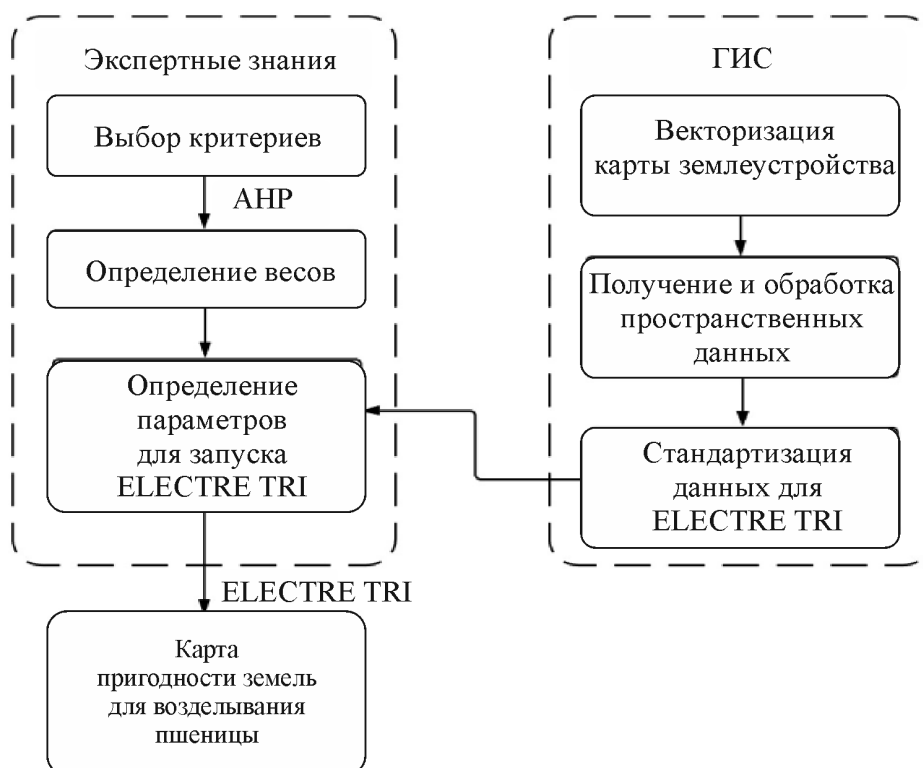 Экспертные знания
Выбор критериев
AHP
Определение весов
Определение
параметров
для запуска
ELECTRE TRI
ELECTRE TRI
Карта
пригодности земель
для возделывания
пшеницы
ГИС
Векторизация
карты землеустройства
Получение и обработка
пространственных
данных
Стандартизация
данных для
ELECTRE TRI